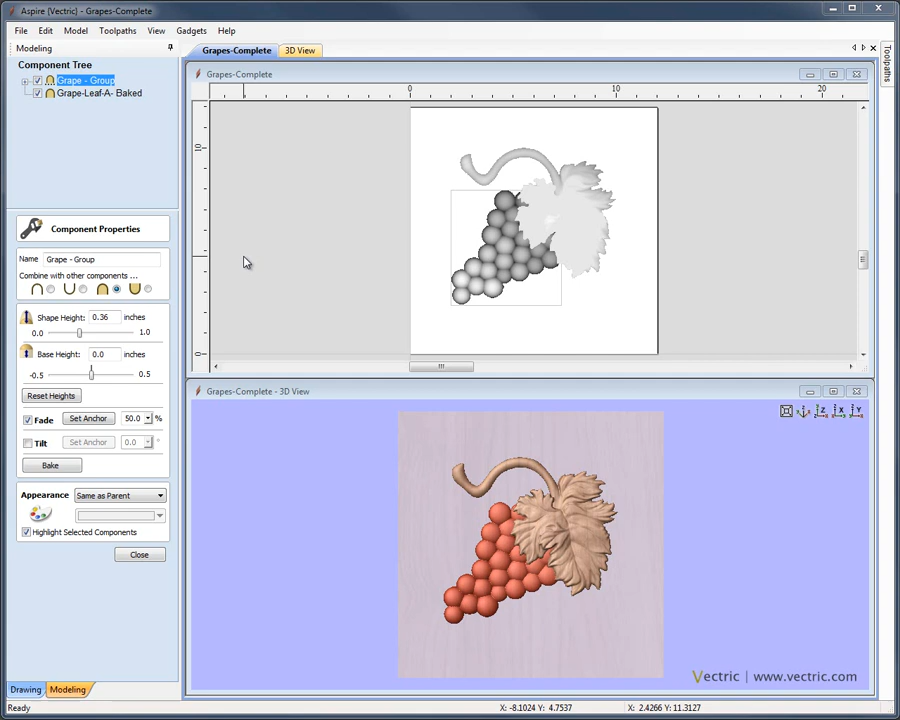 Aspire {Vectric} - Grapes-Complete
File Edit Model Toolpaths View Gadgets Help
Modeling
Grapes-Complete 3D View
Toolpaths
Component Tree
Grape - Group
Grape-Leaf-A- Baked
Grapes-Complete
0 10 20
10
0
Component Properties
Name Grape - Group
Combine with other components ...
Shape Height: 0.36 inches
0.0 1.0
Base Height: 0.0 inches
-0.5 0.5
Reset Heights
Fade Set Anchor 50.0 %
Tilt Set Anchor 0.0 °
Bake
Appearance Same as Parent
Highlight Selected Components
Close
Grapes-Complete - 3D View
Z X Y
Vectric | www.vectric.com
Drawing Modeling
Ready X: -8.1024 Y: 4.7537 X: 2.4266 Y: 11.3127